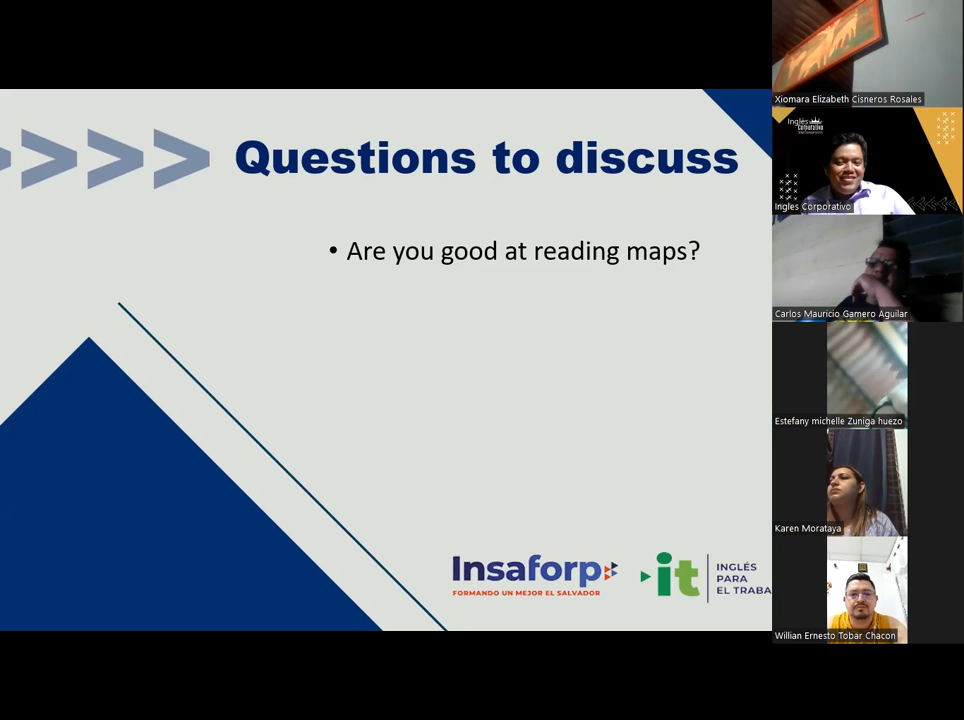 Questions to discuss
• Are you good at reading maps?
Insaforp
FORMANDO UN MEJOR EL SALVADOR
it
INGLÉS
PARA
EL TRABA
Xiomara Elizabeth Cisneros Rosales
Inglés
Corporativo
Ingles Corporativo
Carlos Mauricio Gamero Aguilar
Estefany michelle Zuniga huezo
Karen Morataya
Willian Ernesto Tobar Chacon